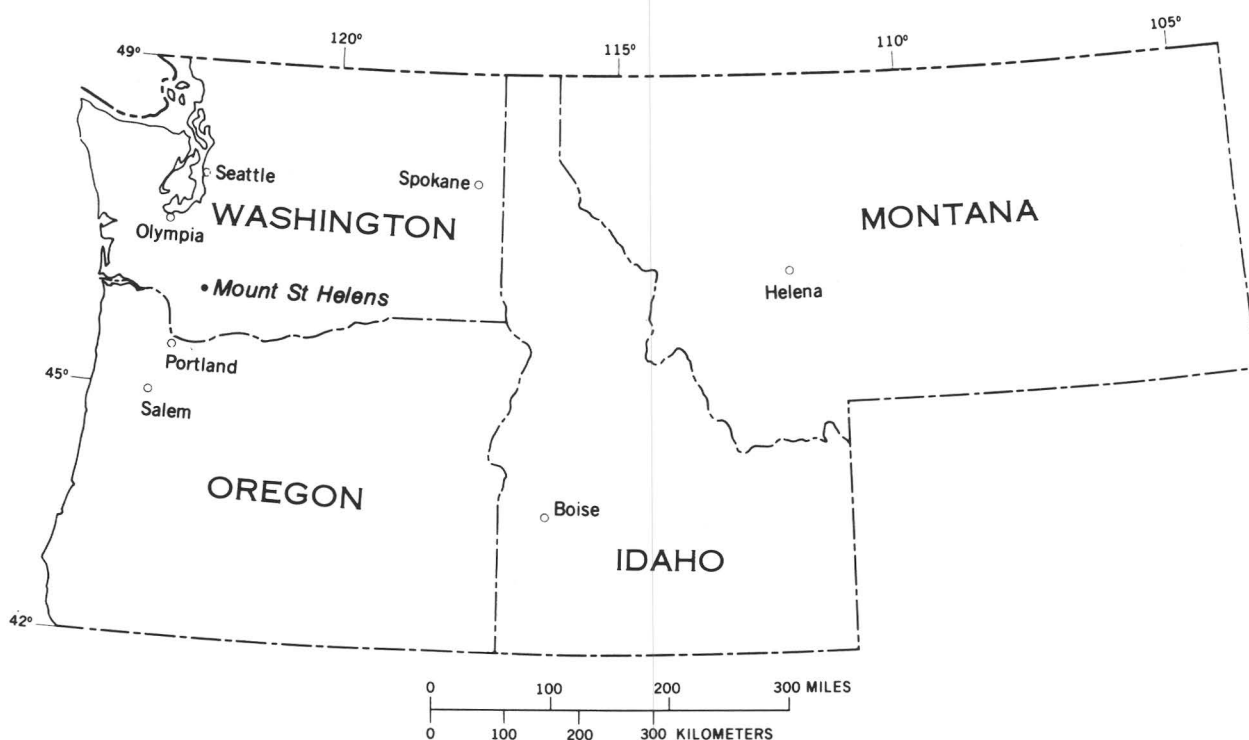 120°
115°
110°
105°
49°
Seattle
Spokane
WASHINGTON
MONTANA
Olympia
Mount St Helens
Helena
Portland
45°
Salem
OREGON
Boise
IDAHO
42°
0 100 200 300 MILES
0 100 200 300 KILOMETERS